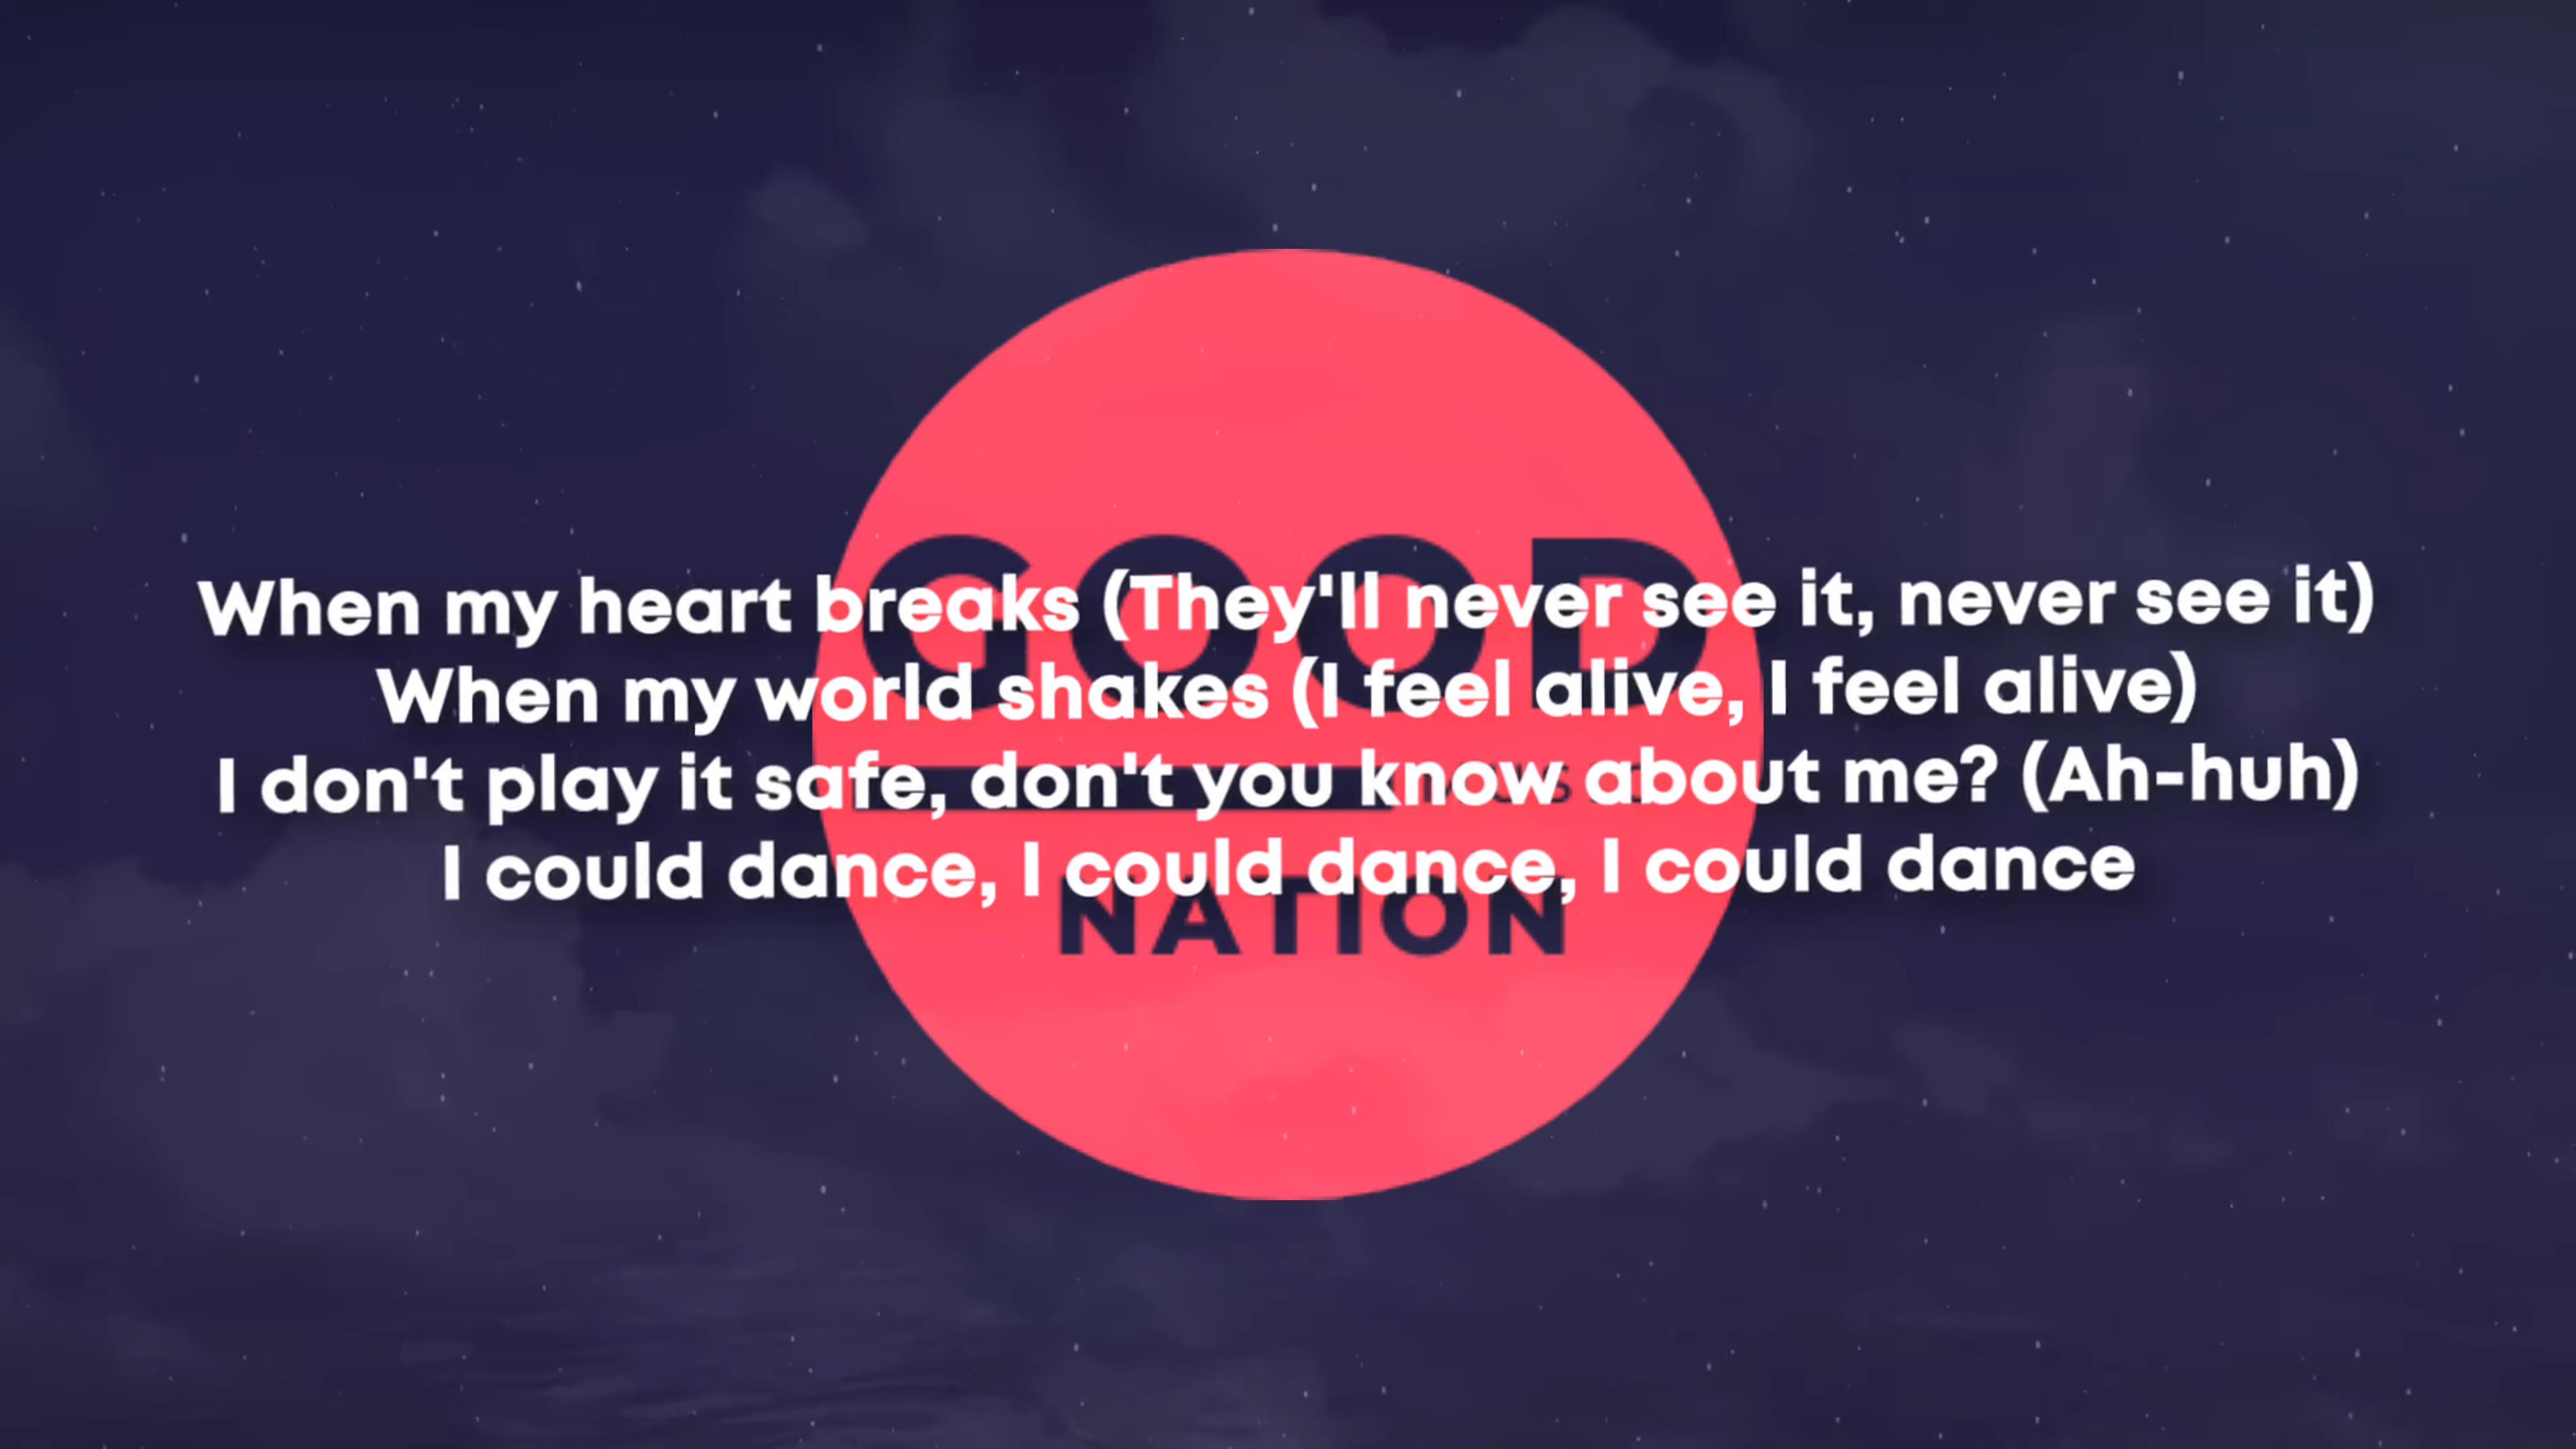 GOOD
When my heart breaks (They'll never see it, never see it)
When my world shakes (I feel alive, I feel alive)
I don't play it safe, don't you know about me? (Ah-huh)
I could dance, I could dance, I could dance
NATION